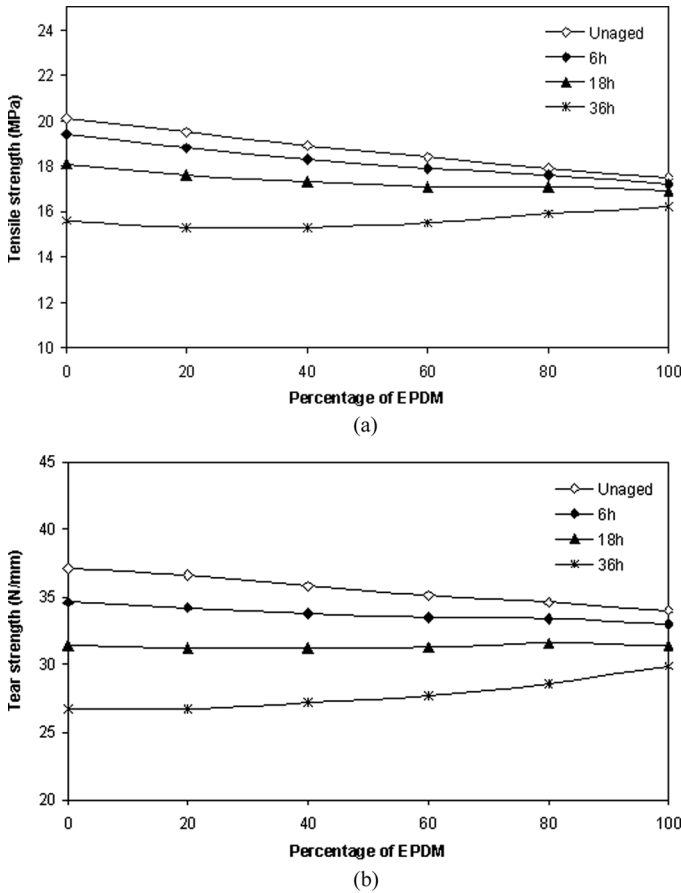 24
22
20
18
16
14
12
10
Tensile strength (MPa)
Unaged
6h
18h
36h
0 20 40 60 80 100
Percentage of EPDM
(a)
45
40
35
30
25
20
Tear strength (N/mm)
Unaged
6h
18h
36h
0 20 40 60 80 100
Percentage of EPDM
(b)